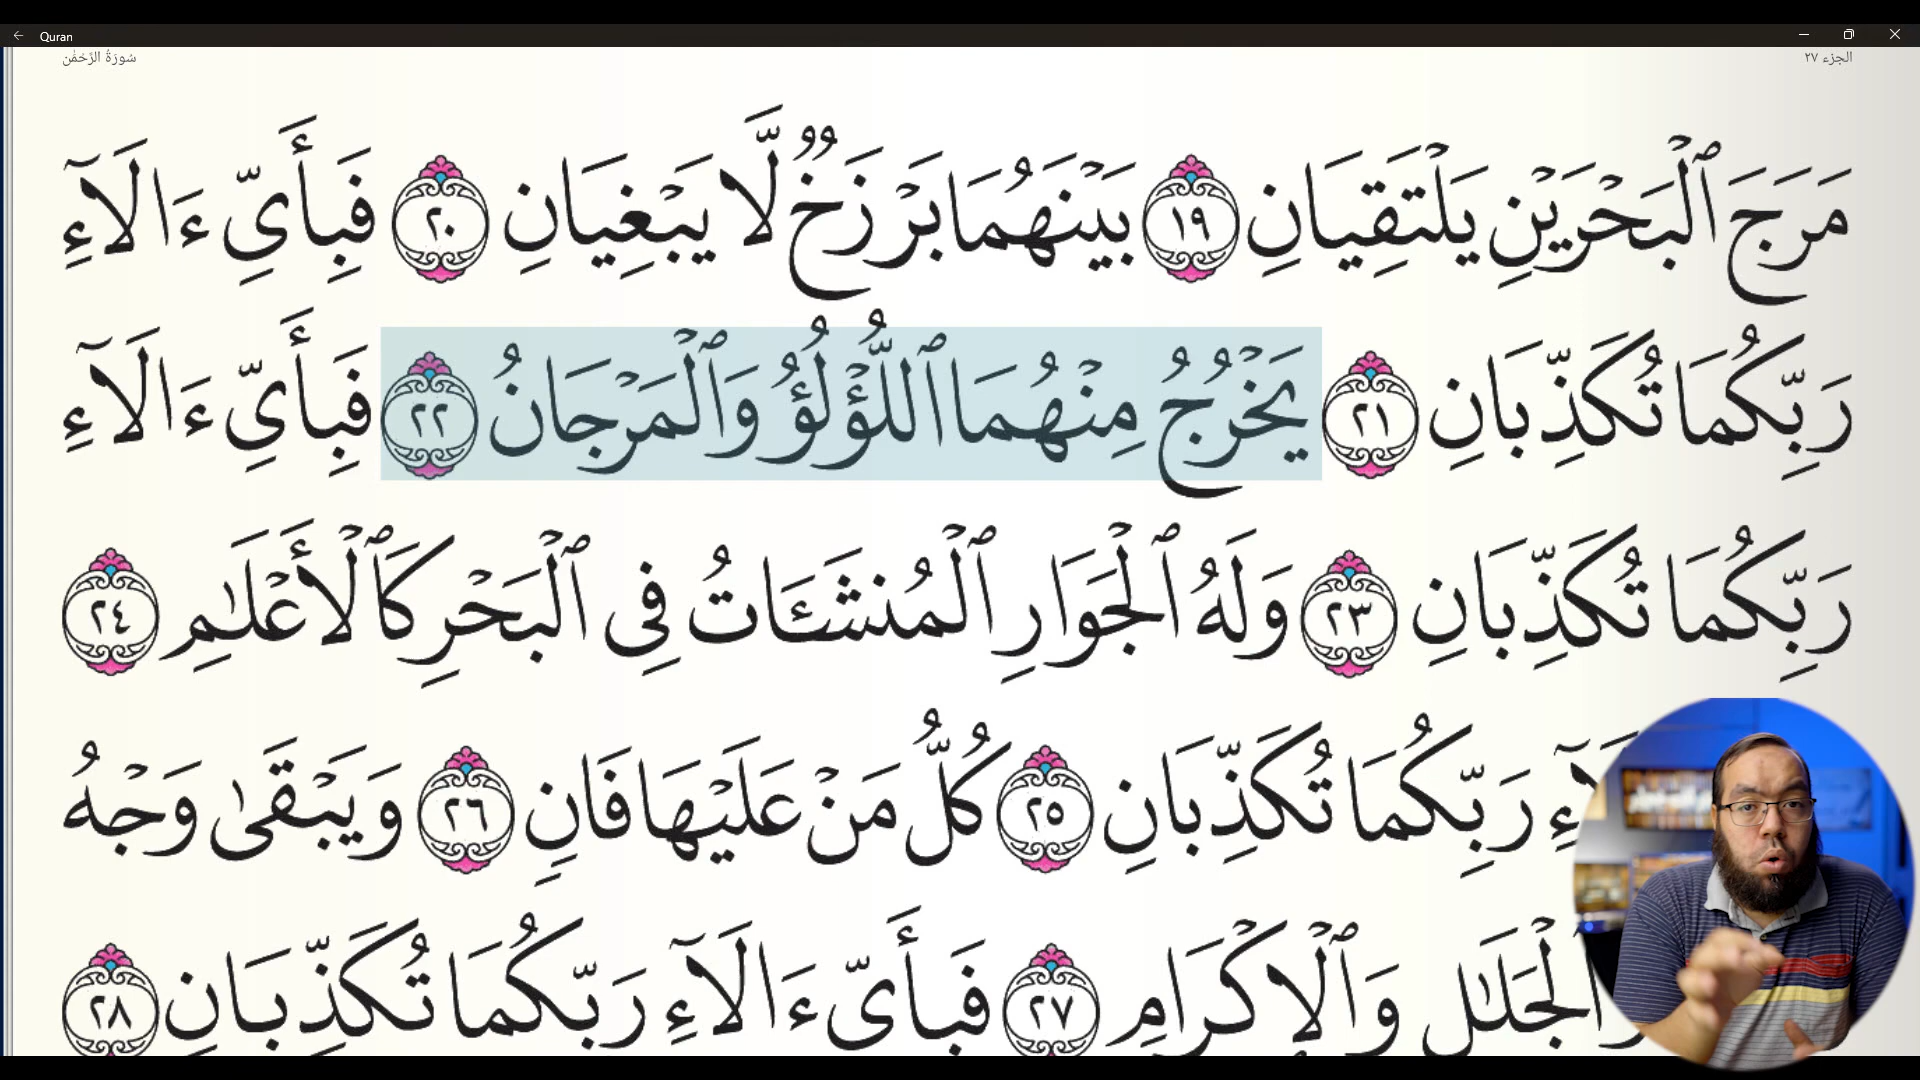 Quran
سُورَةُ الرَّحْمَٰن
الجزء ٢٧
مَرَجَ ٱلۡبَحۡرَيۡنِ يَلۡتَقِيَانِ ١٩ بَيۡنَهُمَا بَرۡزَخٞ لَّا يَبۡغِيَانِ ٢٠ فَبِأَيِّ ءَالَآءِ
رَبِّكُمَا تُكَذِّبَانِ ٢١ يَخۡرُجُ مِنۡهُمَا ٱللُّؤۡلُؤُ وَٱلۡمَرۡجَانُ ٢٢ فَبِأَيِّ ءَالَآءِ
رَبِّكُمَا تُكَذِّبَانِ ٢٣ وَلَهُ ٱلۡجَوَارِ ٱلۡمُنشَـَٔاتُ فِي ٱلۡبَحۡرِ كَٱلۡأَعۡلَٰمِ ٢٤
رَبِّكُمَا تُكَذِّبَانِ ٢٥ كُلُّ مَنۡ عَلَيۡهَا فَانٖ ٢٦ وَيَبۡقَىٰ وَجۡهُ
ٱلۡجَلَٰلِ وَٱلۡإِكۡرَامِ ٢٧ فَبِأَيِّ ءَالَآءِ رَبِّكُمَا تُكَذِّبَانِ ٢٨